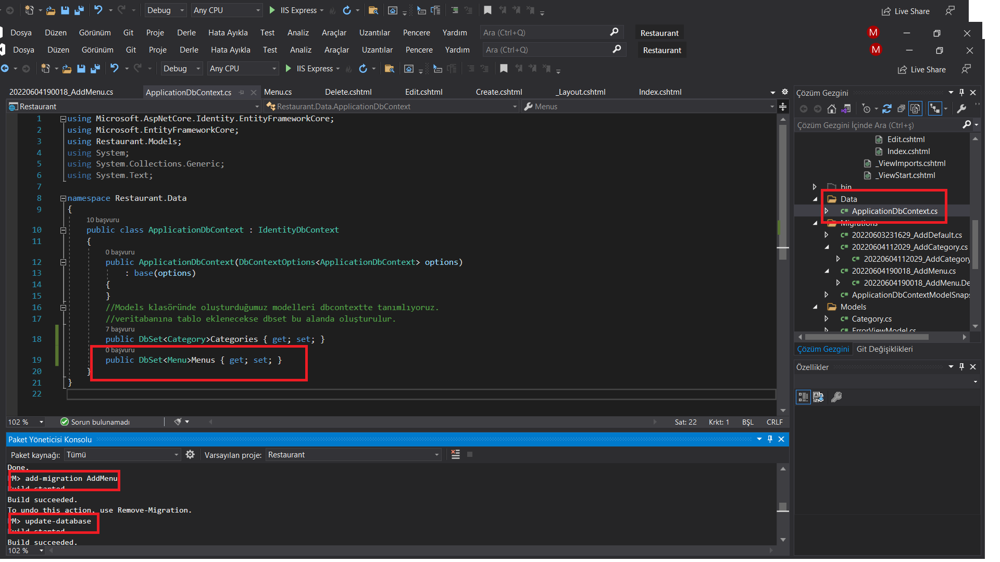 Debug Any CPU IIS Express Live Share
Dosya Düzen Görünüm Git Proje Derle Hata Ayıkla Test Analiz Araçlar Uzantılar Pencere Yardım Ara (Ctrl+Q) Restaurant M
Dosya Düzen Görünüm Git Proje Derle Hata Ayıkla Test Analiz Araçlar Uzantılar Pencere Yardım Ara (Ctrl+Q) Restaurant M
Debug Any CPU IIS Express Live Share
20220604190018_AddMenu.cs ApplicationDbContext.cs Menu.cs Delete.cshtml Edit.cshtml Create.cshtml _Layout.cshtml Index.cshtml
Restaurant Restaurant.Data.ApplicationDbContext Menus
1 using Microsoft.AspNetCore.Identity.EntityFrameworkCore;
2 using Microsoft.EntityFrameworkCore;
3 using Restaurant.Models;
4 using System;
5 using System.Collections.Generic;
6 using System.Text;
7
8 namespace Restaurant.Data
9 {
10 başvuru
10 public class ApplicationDbContext : IdentityDbContext
11 {
0 başvuru
12 public ApplicationDbContext(DbContextOptions<ApplicationDbContext> options)
13 : base(options)
14 {
15 }
16 //Models klasöründe oluşturduğumuz modelleri dbcontextte tanımlıyoruz.
17 //veritabanına tablo eklenecekse dbset bu alanda oluşturulur.
7 başvuru
18 public DbSet<Category>Categories { get; set; }
0 başvuru
19 public DbSet<Menu>Menus { get; set; }
20 }
21 }
22
102 % Sorun bulunamadı Sat: 22 Krkt: 1 BŞL CRLF
Paket Yöneticisi Konsolu
Paket kaynağı: Tümü Varsayılan proje: Restaurant
Done.
PM> add-migration AddMenu
Build started
Build succeeded.
To undo this action, use Remove-Migration.
PM> update-database
Build started
Build succeeded.
102 %
Çözüm Gezgini
Çözüm Gezgini İçinde Ara (Ctrl+ş)
Edit.cshtml
Index.cshtml
_ViewImports.cshtml
_ViewStart.cshtml
bin
Data
C# ApplicationDbContext.cs
Migrations
C# 20220603231629_AddDefault.cs
C# 20220604112029_AddCategory.cs
C# 20220604112029_AddCategory
C# 20220604190018_AddMenu.cs
C# 20220604190018_AddMenu.De
C# ApplicationDbContextModelSnaps
Models
C# Category.cs
C# ErrorViewModel.cs
Çözüm Gezgini Git Değişiklikleri
Özellikler